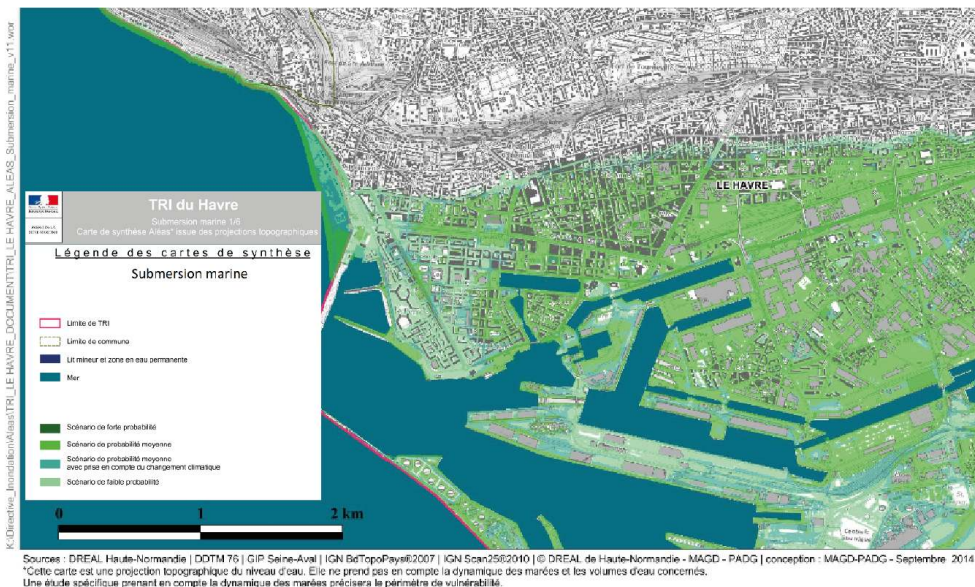 K:\Directive_Inondation\Aleas\TRI_LE HAVRE_DOCUMENT\TRI_LE HAVRE_ALEAS_Submersion_marine_v11.wor
LE HAVRE
TRI du Havre
Submersion marine 1/6
Carte de synthèse Aléas* issue des projections topographiques
Légende des cartes de synthèse
Submersion marine
Limite de TRI
Limite de commune
Lit mineur et zone en eau permanente
Mer
Scénario de forte probabilité
Scénario de probabilité moyenne
Scénario de probabilité moyenne
avec prise en compte du changement climatique
Scénario de faible probabilité
0 1 2 km
Sources : DREAL Haute-Normandie | DDTM 76 | GIP Seine-Aval | IGN BdTopoPays©2007 | IGN Scan25©2010 | © DREAL de Haute-Normandie - MAGD - PADG | conception : MAGD-PADG - Septembre 2014
*Cette carte est une projection topographique du niveau d'eau. Elle ne prend pas en compte la dynamique des marées et les volumes d'eau concernés.
Une étude spécifique prenant en compte la dynamique des marées précisera le périmètre de vulnérabilité.